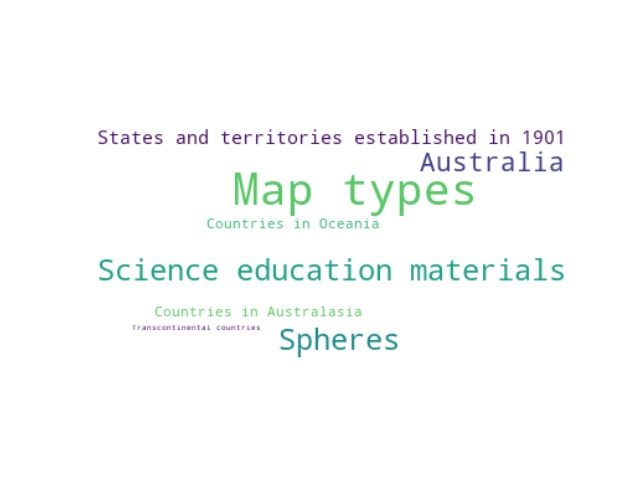 States and territories established in 1901
Australia
Map types
Countries in Oceania
Science education materials
Countries in Australasia
Transcontinental countries
Spheres